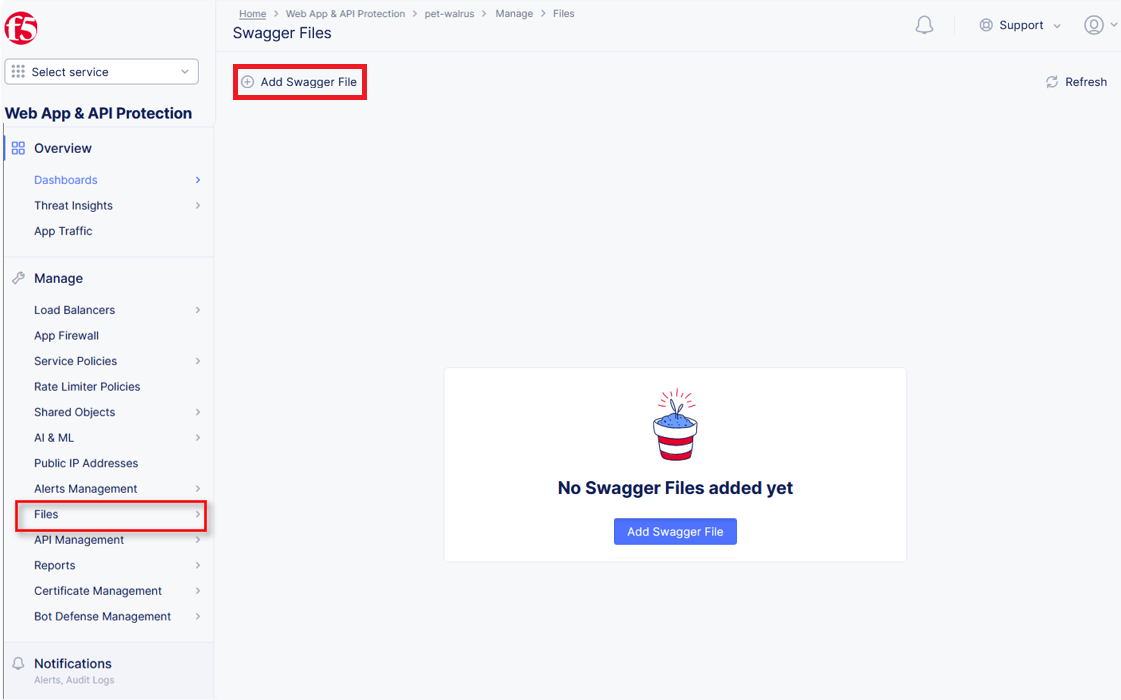 f5
Home > Web App & API Protection > pet-walrus > Manage > Files
Swagger Files
Support
Select service
Add Swagger File
Refresh
Web App & API Protection
Overview
Dashboards
Threat Insights
App Traffic
Manage
Load Balancers
App Firewall
Service Policies
Rate Limiter Policies
Shared Objects
AI & ML
Public IP Addresses
Alerts Management
Files
API Management
Reports
Certificate Management
Bot Defense Management
Notifications
Alerts, Audit Logs
No Swagger Files added yet
Add Swagger File